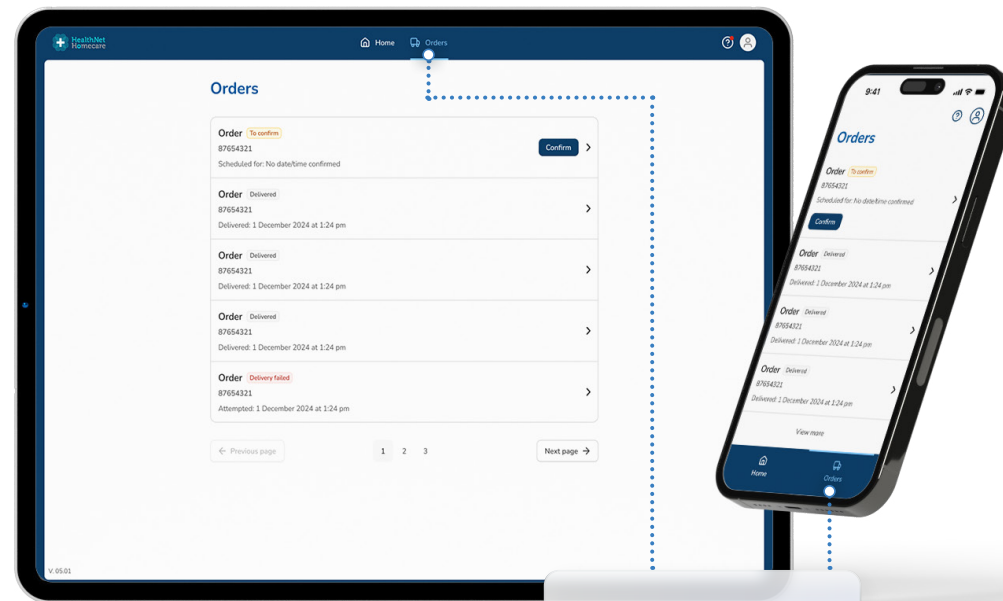 HealthNet
Homecare
Home
Orders
Orders
Order To confirm
87654321
Scheduled for: No date/time confirmed
Confirm
Order Delivered
87654321
Delivered: 1 December 2024 at 1:24 pm
Order Delivered
87654321
Delivered: 1 December 2024 at 1:24 pm
Order Delivered
87654321
Delivered: 1 December 2024 at 1:24 pm
Order Delivery failed
87654321
Attempted: 1 December 2024 at 1:24 pm
Previous page
1 2 3
Next page
V. 05.01
9:41
Orders
Order To confirm
87654321
Scheduled for: No date/time confirmed
Confirm
Order Delivered
87654321
Delivered: 1 December 2024 at 1:24 pm
Order Delivered
87654321
Delivered: 1 December 2024 at 1:24 pm
Order Delivered
87654321
Delivered: 1 December 2024 at 1:24 pm
View more
Home
Orders